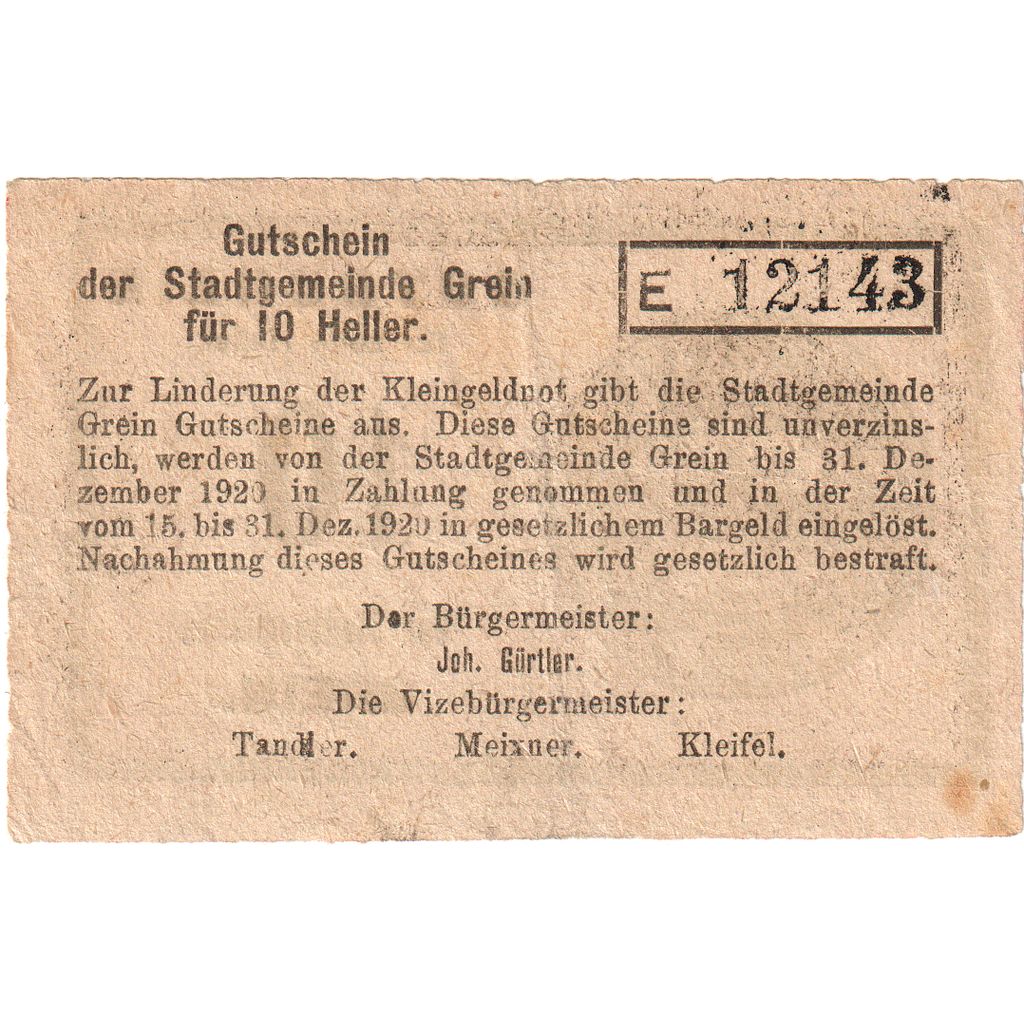 Gutschein
der Stadtgemeinde Grein
für 10 Heller.
E 12143
Zur Linderung der Kleingeldnot gibt die Stadtgemeinde
Grein Gutscheine aus. Diese Gutscheine sind unverzins-
lich, werden von der Stadtgemeinde Grein bis 31. De-
zember 1920 in Zahlung genommen und in der Zeit
vom 15. bis 31. Dez. 1920 in gesetzlichem Bargeld eingelöst.
Nachahmung dieses Gutscheines wird gesetzlich bestraft.
Der Bürgermeister:
Joh. Gürtler.
Die Vizebürgermeister:
Tandler. Meixner. Kleifel.